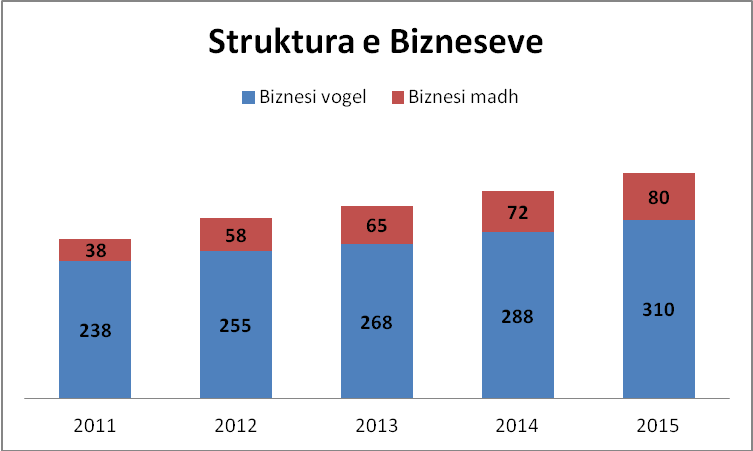 Struktura e Bizneseve
Biznesi vogel Biznesi madh
38 58 65 72 80
238 255 268 288 310
2011 2012 2013 2014 2015